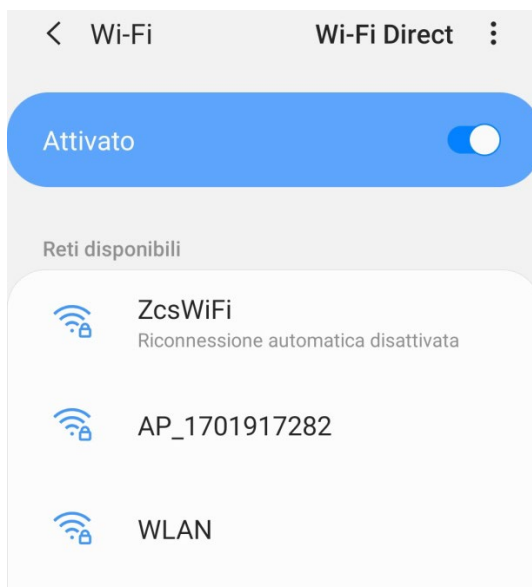 Wi-Fi Wi-Fi Direct
Attivato
Reti disponibili
ZcsWiFi
Riconnessione automatica disattivata
AP_1701917282
WLAN